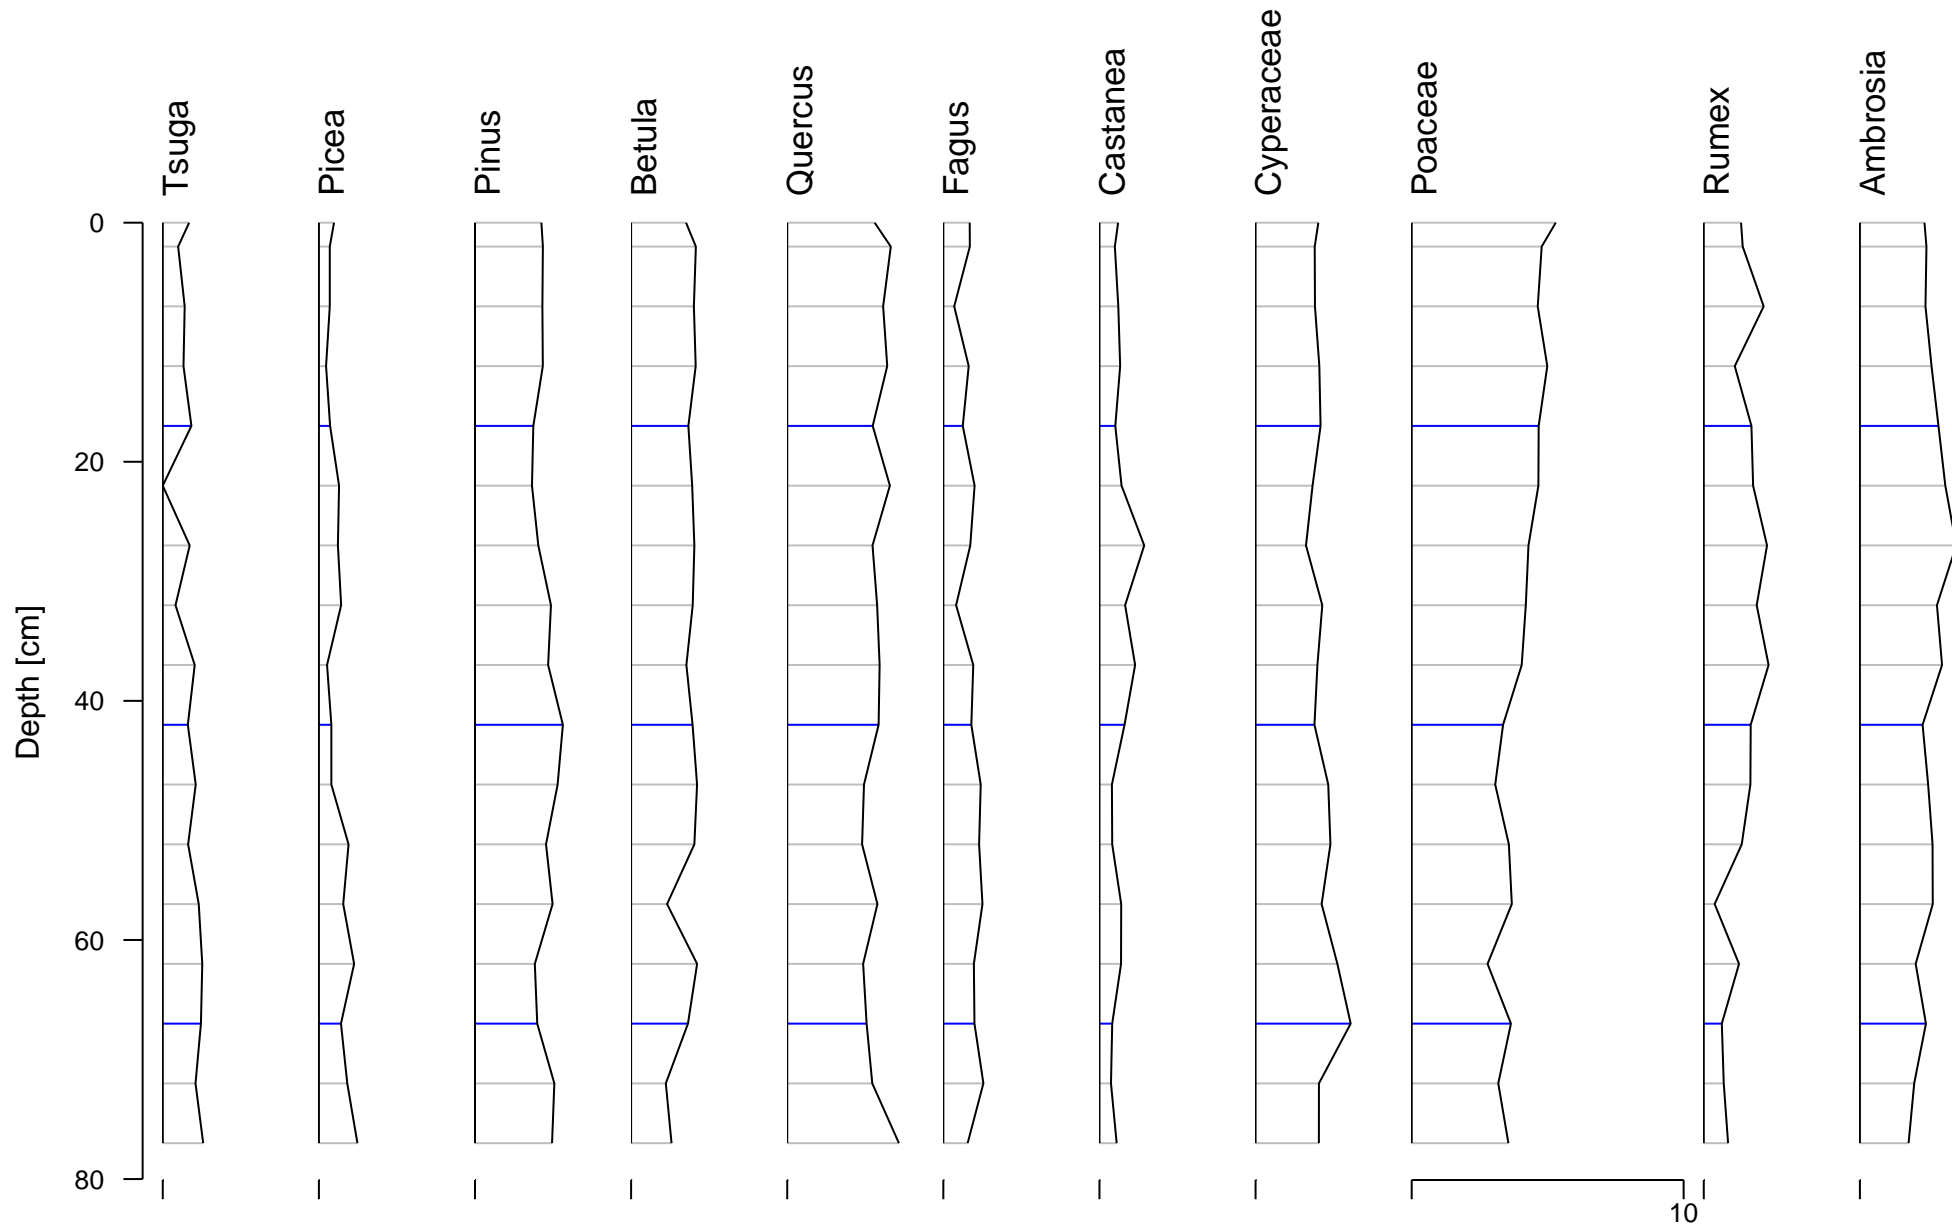 Tsuga
Picea
Pinus
Betula
Quercus
Fagus
Castanea
Cyperaceae
Poaceae
Rumex
Ambrosia
Depth [cm]
0
20
40
60
80
10